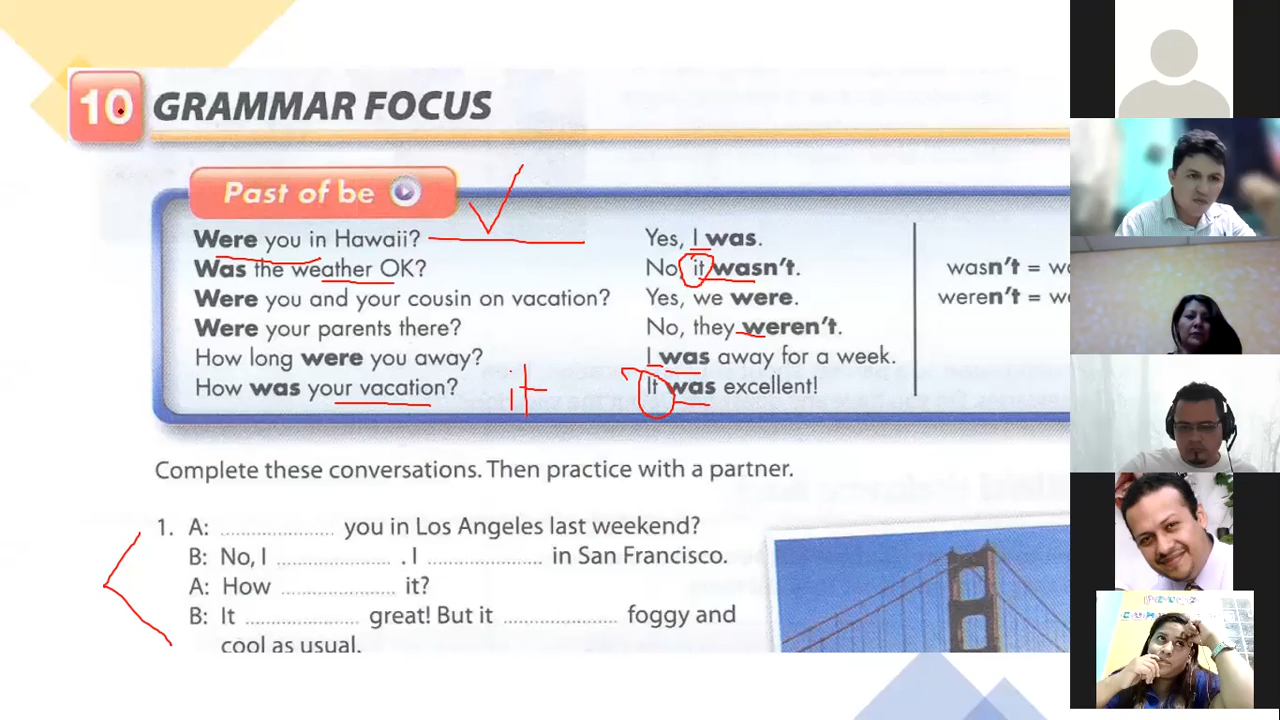 10 GRAMMAR FOCUS
Past of be
Were you in Hawaii? Yes, I was.
Was the weather OK? No, it wasn't. wasn't =
Were you and your cousin on vacation? Yes, we were. weren't =
Were your parents there? No, they weren't.
How long were you away? I was away for a week.
How was your vacation? it It was excellent!
Complete these conversations. Then practice with a partner.
1. A: .................... you in Los Angeles last weekend?
B: No, I .................... . I .................... in San Francisco.
A: How .................... it?
B: It .................... great! But it .................... foggy and
cool as usual.